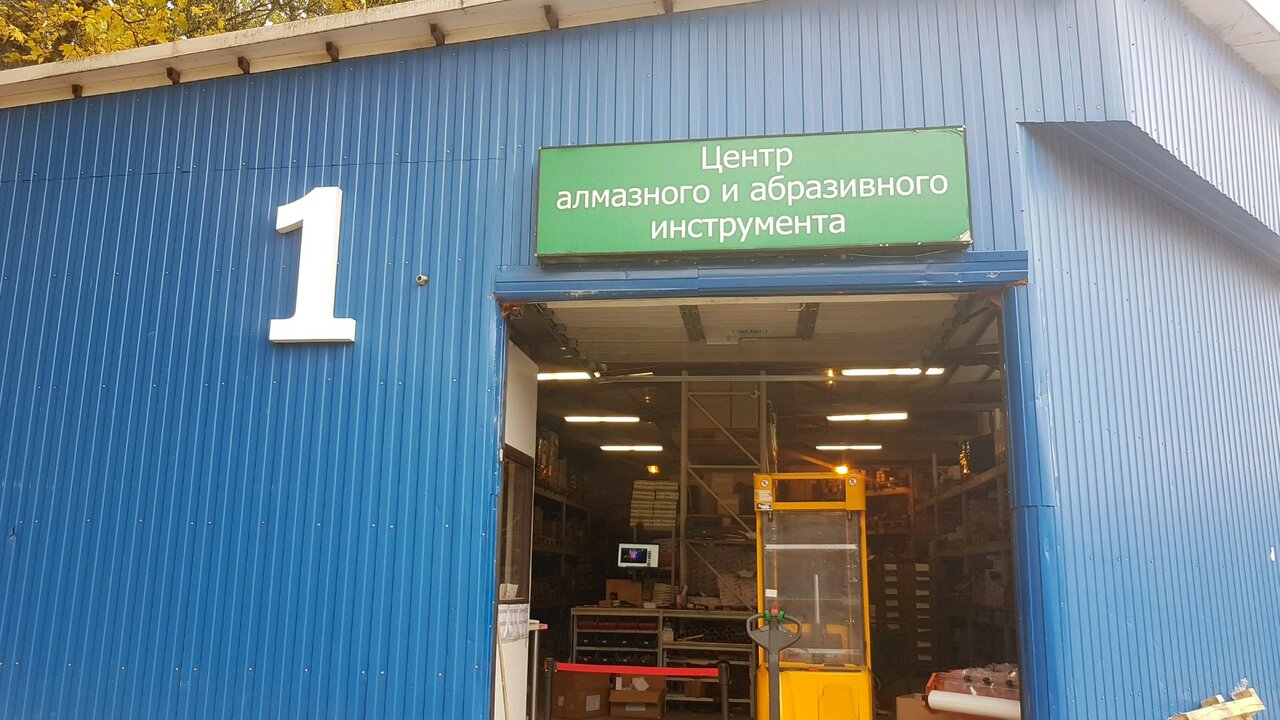 1
Центр
алмазного и абразивного
инструмента